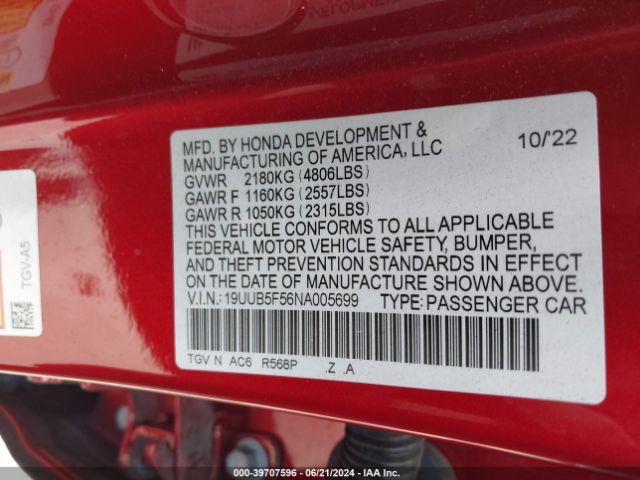 MFD. BY HONDA DEVELOPMENT &
MANUFACTURING OF AMERICA, LLC 10/'22
GVWR 2180KG (4806LBS)
GAWR F 1160KG (2557LBS)
GAWR R 1050KG (2315LBS)
THIS VEHICLE CONFORMS TO ALL APPLICABLE
FEDERAL MOTOR VEHICLE SAFETY, BUMPER,
AND THEFT PREVENTION STANDARDS IN EFFECT
ON THE DATE OF MANUFACTURE SHOWN ABOVE.
V.I.N.: 19UUB5F56NA005699 TYPE: PASSENGER CAR
TGV N AC6 R568P .Z .A
TGV-A5
000-39707596 - 06/21/2024 - IAA Inc.